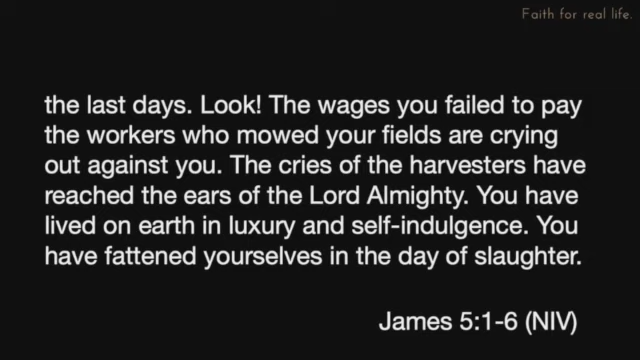 Faith for real life.
the last days. Look! The wages you failed to pay
the workers who mowed your fields are crying
out against you. The cries of the harvesters have
reached the ears of the Lord Almighty. You have
lived on earth in luxury and self-indulgence. You
have fattened yourselves in the day of slaughter.
James 5:1-6 (NIV)